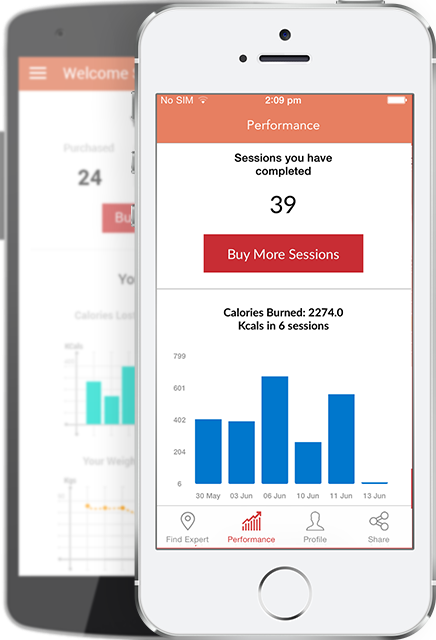 Welcome
Purchased
24
Bu
Yo
Calories Lost
KCals
Your Weigh
No SIM
2:09 pm
Performance
Sessions you have
completed
39
Buy More Sessions
Calories Burned: 2274.0
Kcals in 6 sessions
799
601
402
204
6
30 May 03 Jun 06 Jun 10 Jun 11 Jun 13 Jun
Find Expert Performance Profile Share